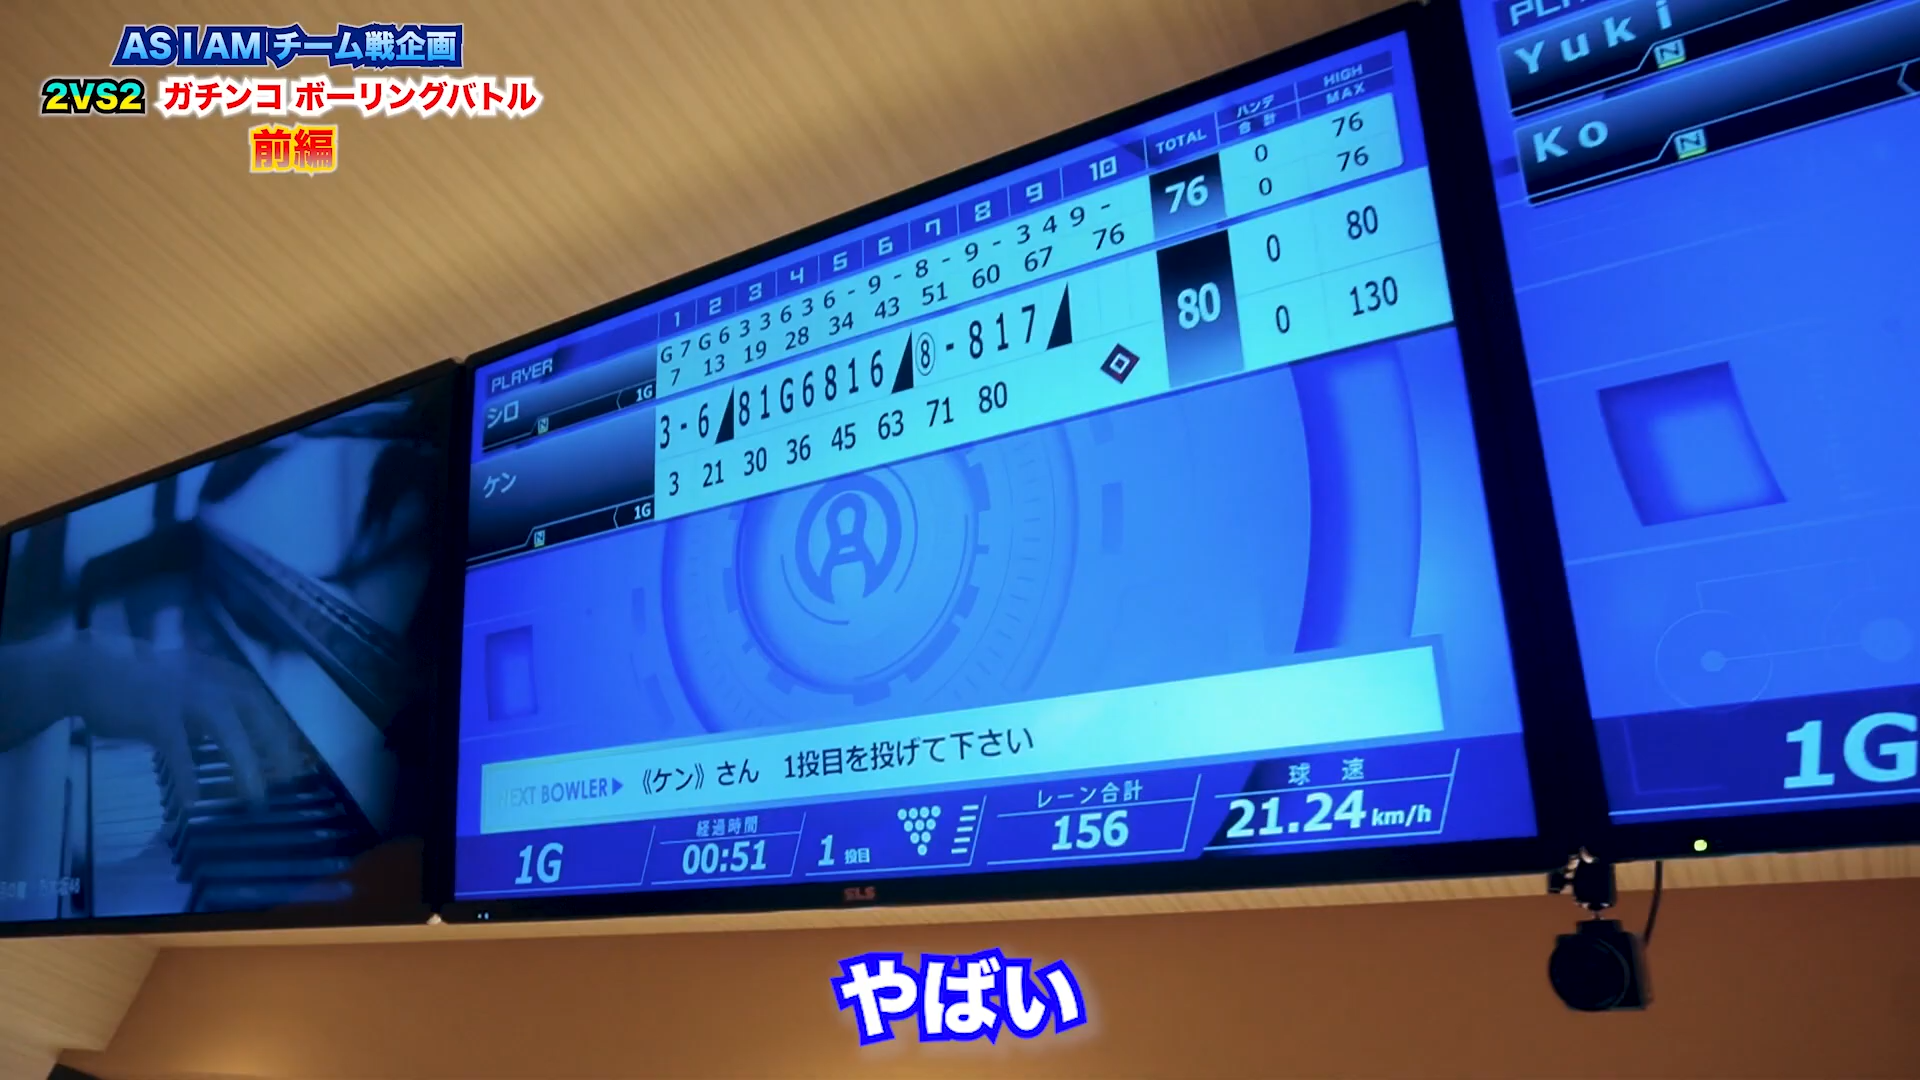 AS I AM チーム戦企画
2VS2 ガチンコ ボーリングバトル
前編
PLAYER 1 2 3 4 5 6 7 8 9 10 TOTAL ハンデ 合計 HIGH MAX
シロ 1G
G 7 G 6 3 3 6 3 6 - 9 - 8 - 9 - 3 4 9 -
7 13 19 28 34 43 51 60 67 76
76 0 76
0 76
ケン 1G
3 - 6 8 1 G 6 8 1 6 ⑧ - 8 1 7
3 21 30 36 45 63 71 80
80 0 80
0 130
NEXT BOWLER▶ 《ケン》さん 1投目を投げて下さい
1G
経過時間
00:51
1 投目
レーン合計
156
球速
21.24 km/h
SLS
Yuki
Ko
1G
やばい